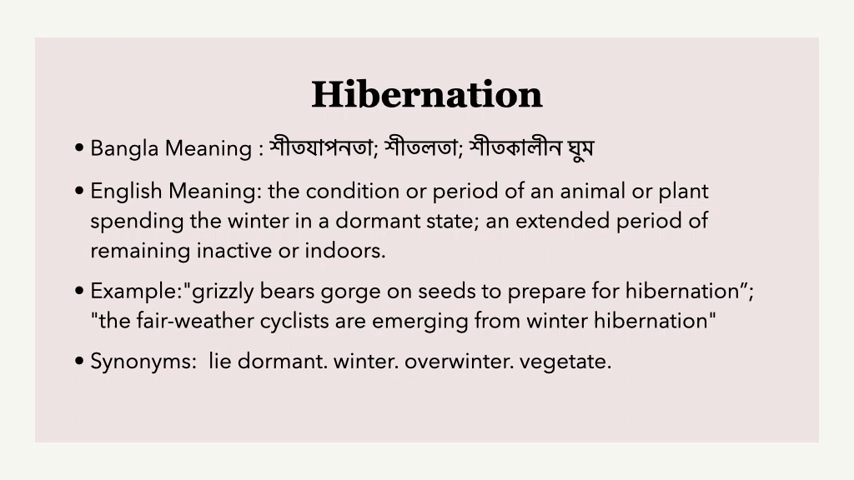 Hibernation
• Bangla Meaning : শীতযাপনতা; শীতলতা; শীতকালীন ঘুম
• English Meaning: the condition or period of an animal or plant
spending the winter in a dormant state; an extended period of
remaining inactive or indoors.
• Example:"grizzly bears gorge on seeds to prepare for hibernation”;
"the fair-weather cyclists are emerging from winter hibernation"
• Synonyms:  lie dormant. winter. overwinter. vegetate.